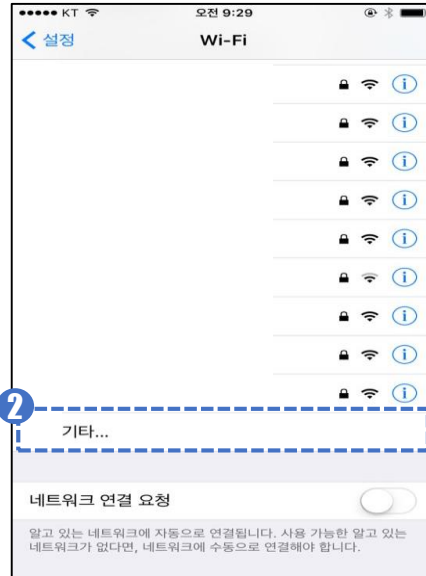 KT 오전 9:29
설정 Wi-Fi
2
기타...
네트워크 연결 요청
알고 있는 네트워크에 자동으로 연결됩니다. 사용 가능한 알고 있는
네트워크가 없다면, 네트워크에 수동으로 연결해야 합니다.